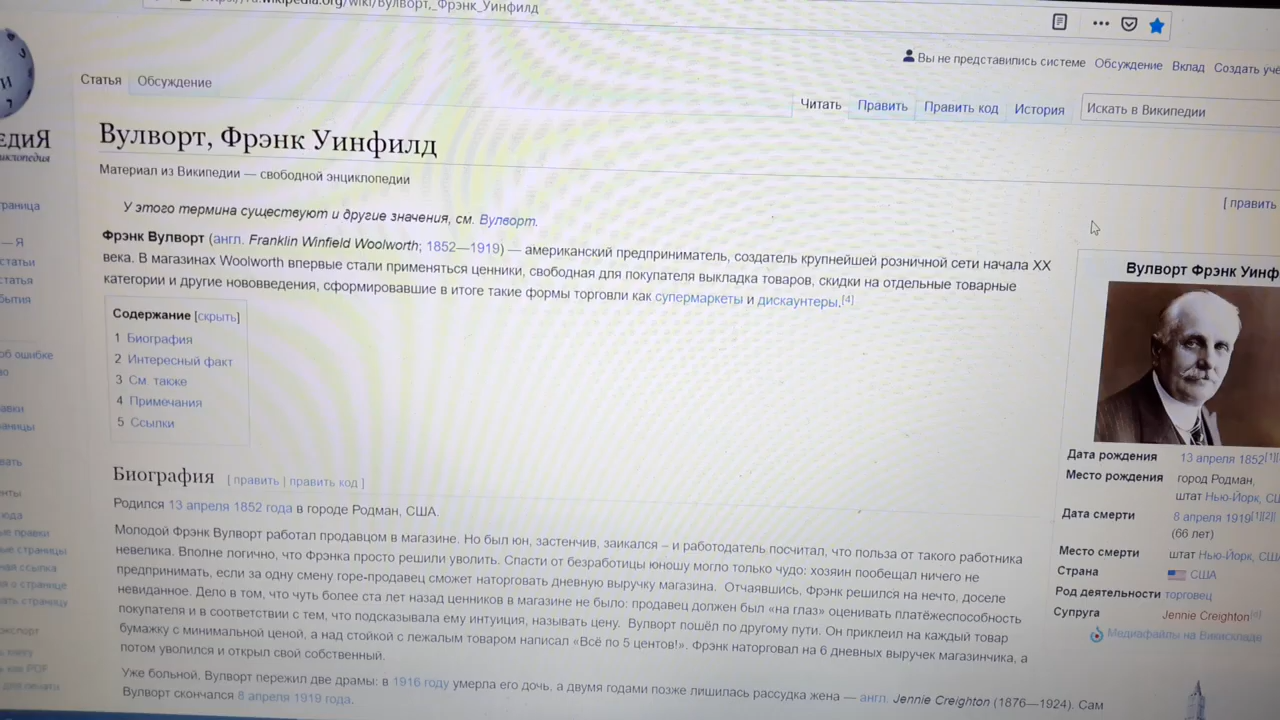 Вулворт,_Фрэнк_Уинфилд
Вы не представились системе Обсуждение Вклад Создать
Статья Обсуждение
Читать Править Править код История Искать в Википедии
Вулворт, Фрэнк Уинфилд
Материал из Википедии — свободной энциклопедии
[ править
У этого термина существуют и другие значения, см. Вулворт.
Фрэнк Вулворт (англ. Franklin Winfield Woolworth; 1852—1919) — американский предприниматель, создатель крупнейшей розничной сети начала XX
века. В магазинах Woolworth впервые стали применяться ценники, свободная для покупателя выкладка товаров, скидки на отдельные товарные
категории и другие нововведения, сформировавшие в итоге такие формы торговли как супермаркеты и дискаунтеры.[4]
Содержание [скрыть]
1 Биография
2 Интересный факт
3 См. также
4 Примечания
5 Ссылки
Биография [ править | править код ]
Родился 13 апреля 1852 года в городе Родман, США.
Молодой Фрэнк Вулворт работал продавцом в магазине. Но был юн, застенчив, заикался – и работодатель посчитал, что польза от такого работника
невелика. Вполне логично, что Фрэнка просто решили уволить. Спасти от безработицы юношу могло только чудо: хозяин пообещал ничего не
предпринимать, если за одну смену горе-продавец сможет наторговать дневную выручку магазина. Отчаявшись, Фрэнк решился на нечто, доселе
невиданное. Дело в том, что чуть более ста лет назад ценников в магазине не было: продавец должен был «на глаз» оценивать платёжеспособность
покупателя и в соответствии с тем, что подсказывала ему интуиция, называть цену. Вулворт пошёл по другому пути. Он приклеил на каждый товар
бумажку с минимальной ценой, а над стойкой с лежалым товаром написал «Всё по 5 центов!». Фрэнк наторговал на 6 дневных выручек магазинчика, а
потом уволился и открыл свой собственный.
Уже больной, Вулворт пережил две драмы: в 1916 году умерла его дочь, а двумя годами позже лишилась рассудка жена — англ. Jennie Creighton (1876—1924). Сам
Вулворт скончался 8 апреля 1919 года.
Вулворт Фрэнк Уинф
Дата рождения 13 апреля 1852[1]
Место рождения город Родман,
штат Нью-Йорк,
Дата смерти 8 апреля 1919[1][2]
(66 лет)
Место смерти штат Нью-Йорк,
Страна США
Род деятельности торговец
Супруга Jennie Creighton
Медиафайлы на Викискладе